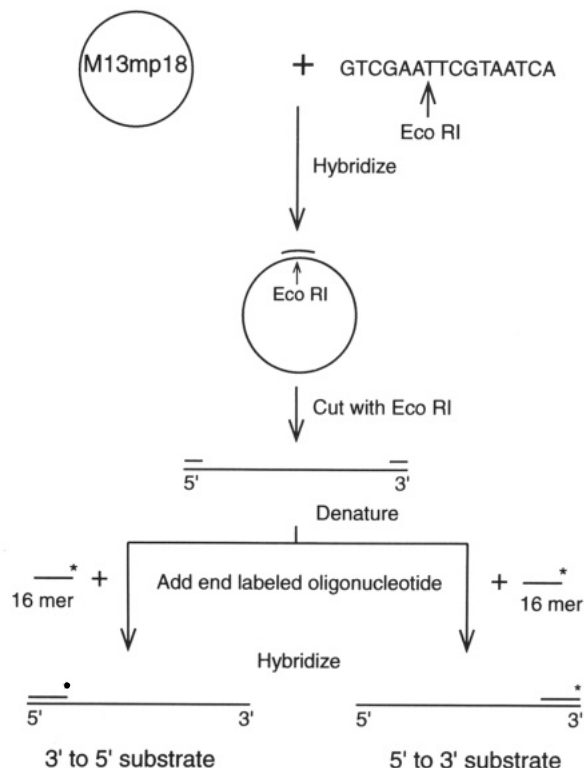 M13mp18 + GTCGAATTCGTAATCA
Eco RI
Hybridize
Eco RI
Cut with Eco RI
5' 3'
Denature
* + Add end labeled oligonucleotide + *
16 mer 16 mer
Hybridize
*
5' 3' 5' 3'
3' to 5' substrate 5' to 3' substrate